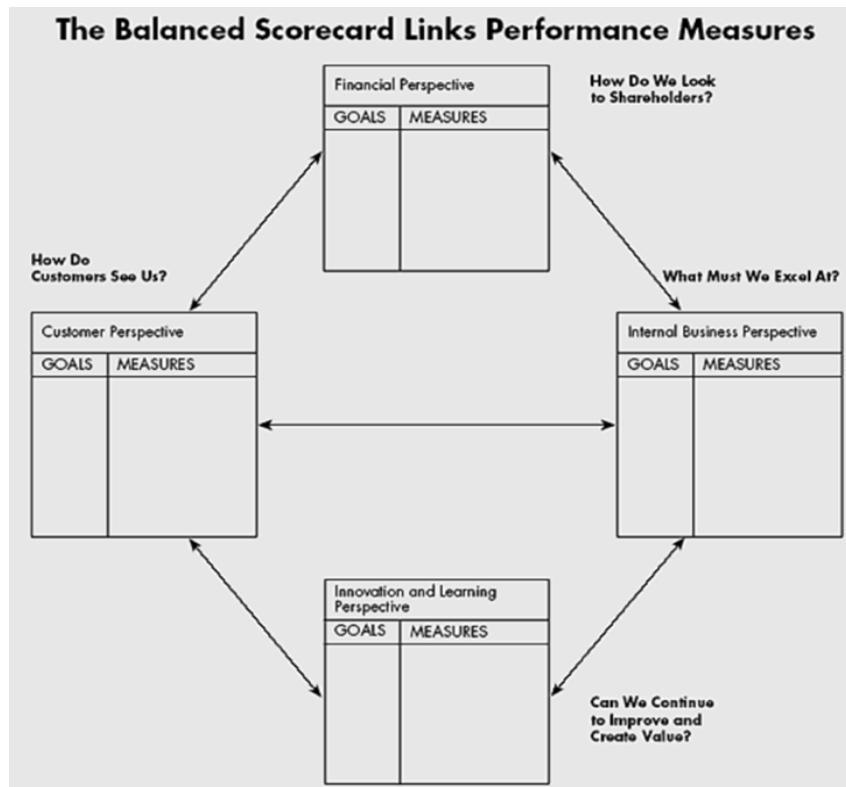 The Balanced Scorecard Links Performance Measures
Financial Perspective
GOALS MEASURES
How Do We Look
to Shareholders?
How Do
Customers See Us?
What Must We Excel At?
Customer Perspective
GOALS MEASURES
Internal Business Perspective
GOALS MEASURES
Innovation and Learning
Perspective
GOALS MEASURES
Can We Continue
to Improve and
Create Value?